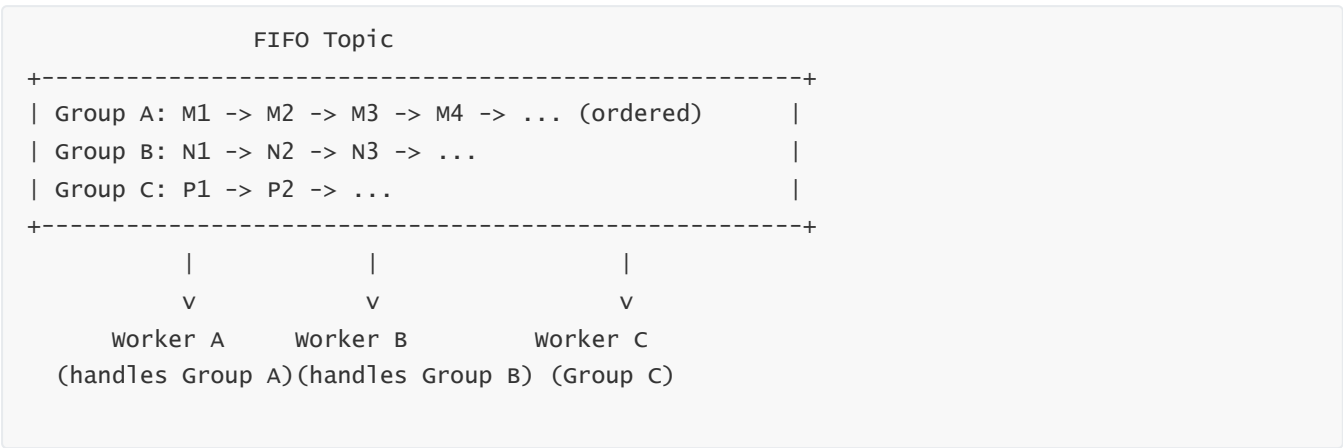 FIFO Topic
+------------------------------------------------------+
| Group A: M1 -> M2 -> M3 -> M4 -> ... (ordered)      |
| Group B: N1 -> N2 -> N3 -> ...                      |
| Group C: P1 -> P2 -> ...                            |
+------------------------------------------------------+
           |            |                 |
           v            v                 v
      Worker A     Worker B         Worker C
  (handles Group A)(handles Group B) (Group C)